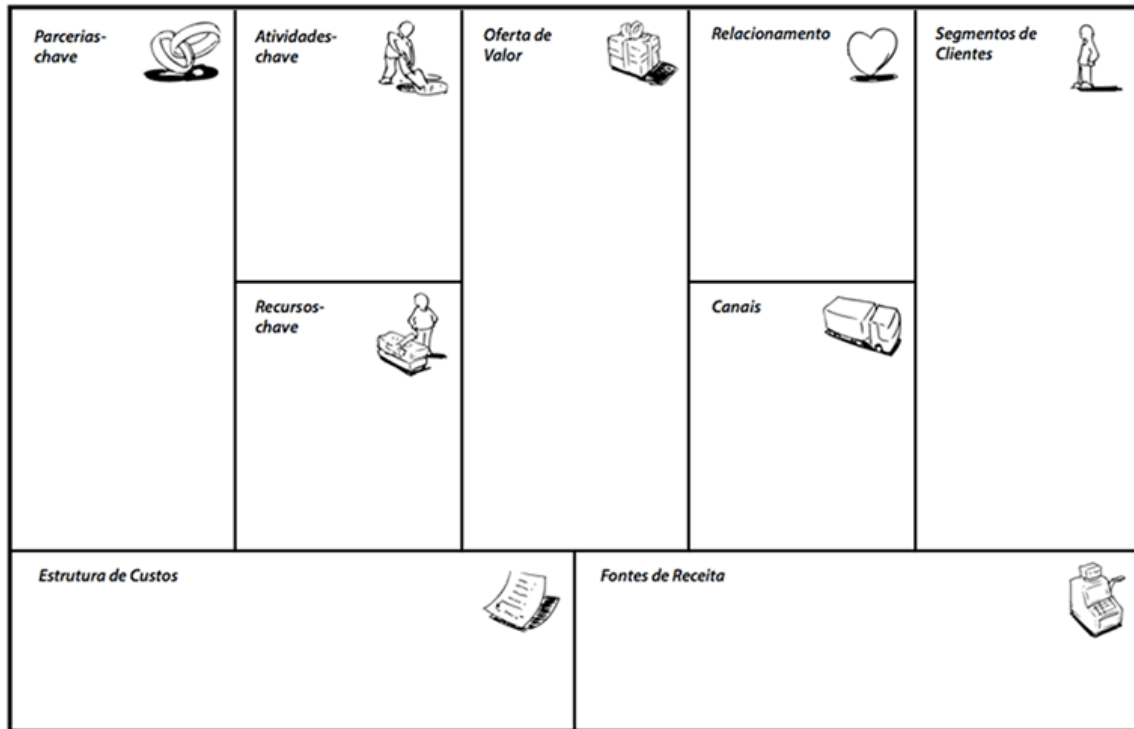 Parcerias-
chave
Atividades-
chave
Oferta de
Valor
Relacionamento
Segmentos de
Clientes
Recursos-
chave
Canais
Estrutura de Custos
Fontes de Receita